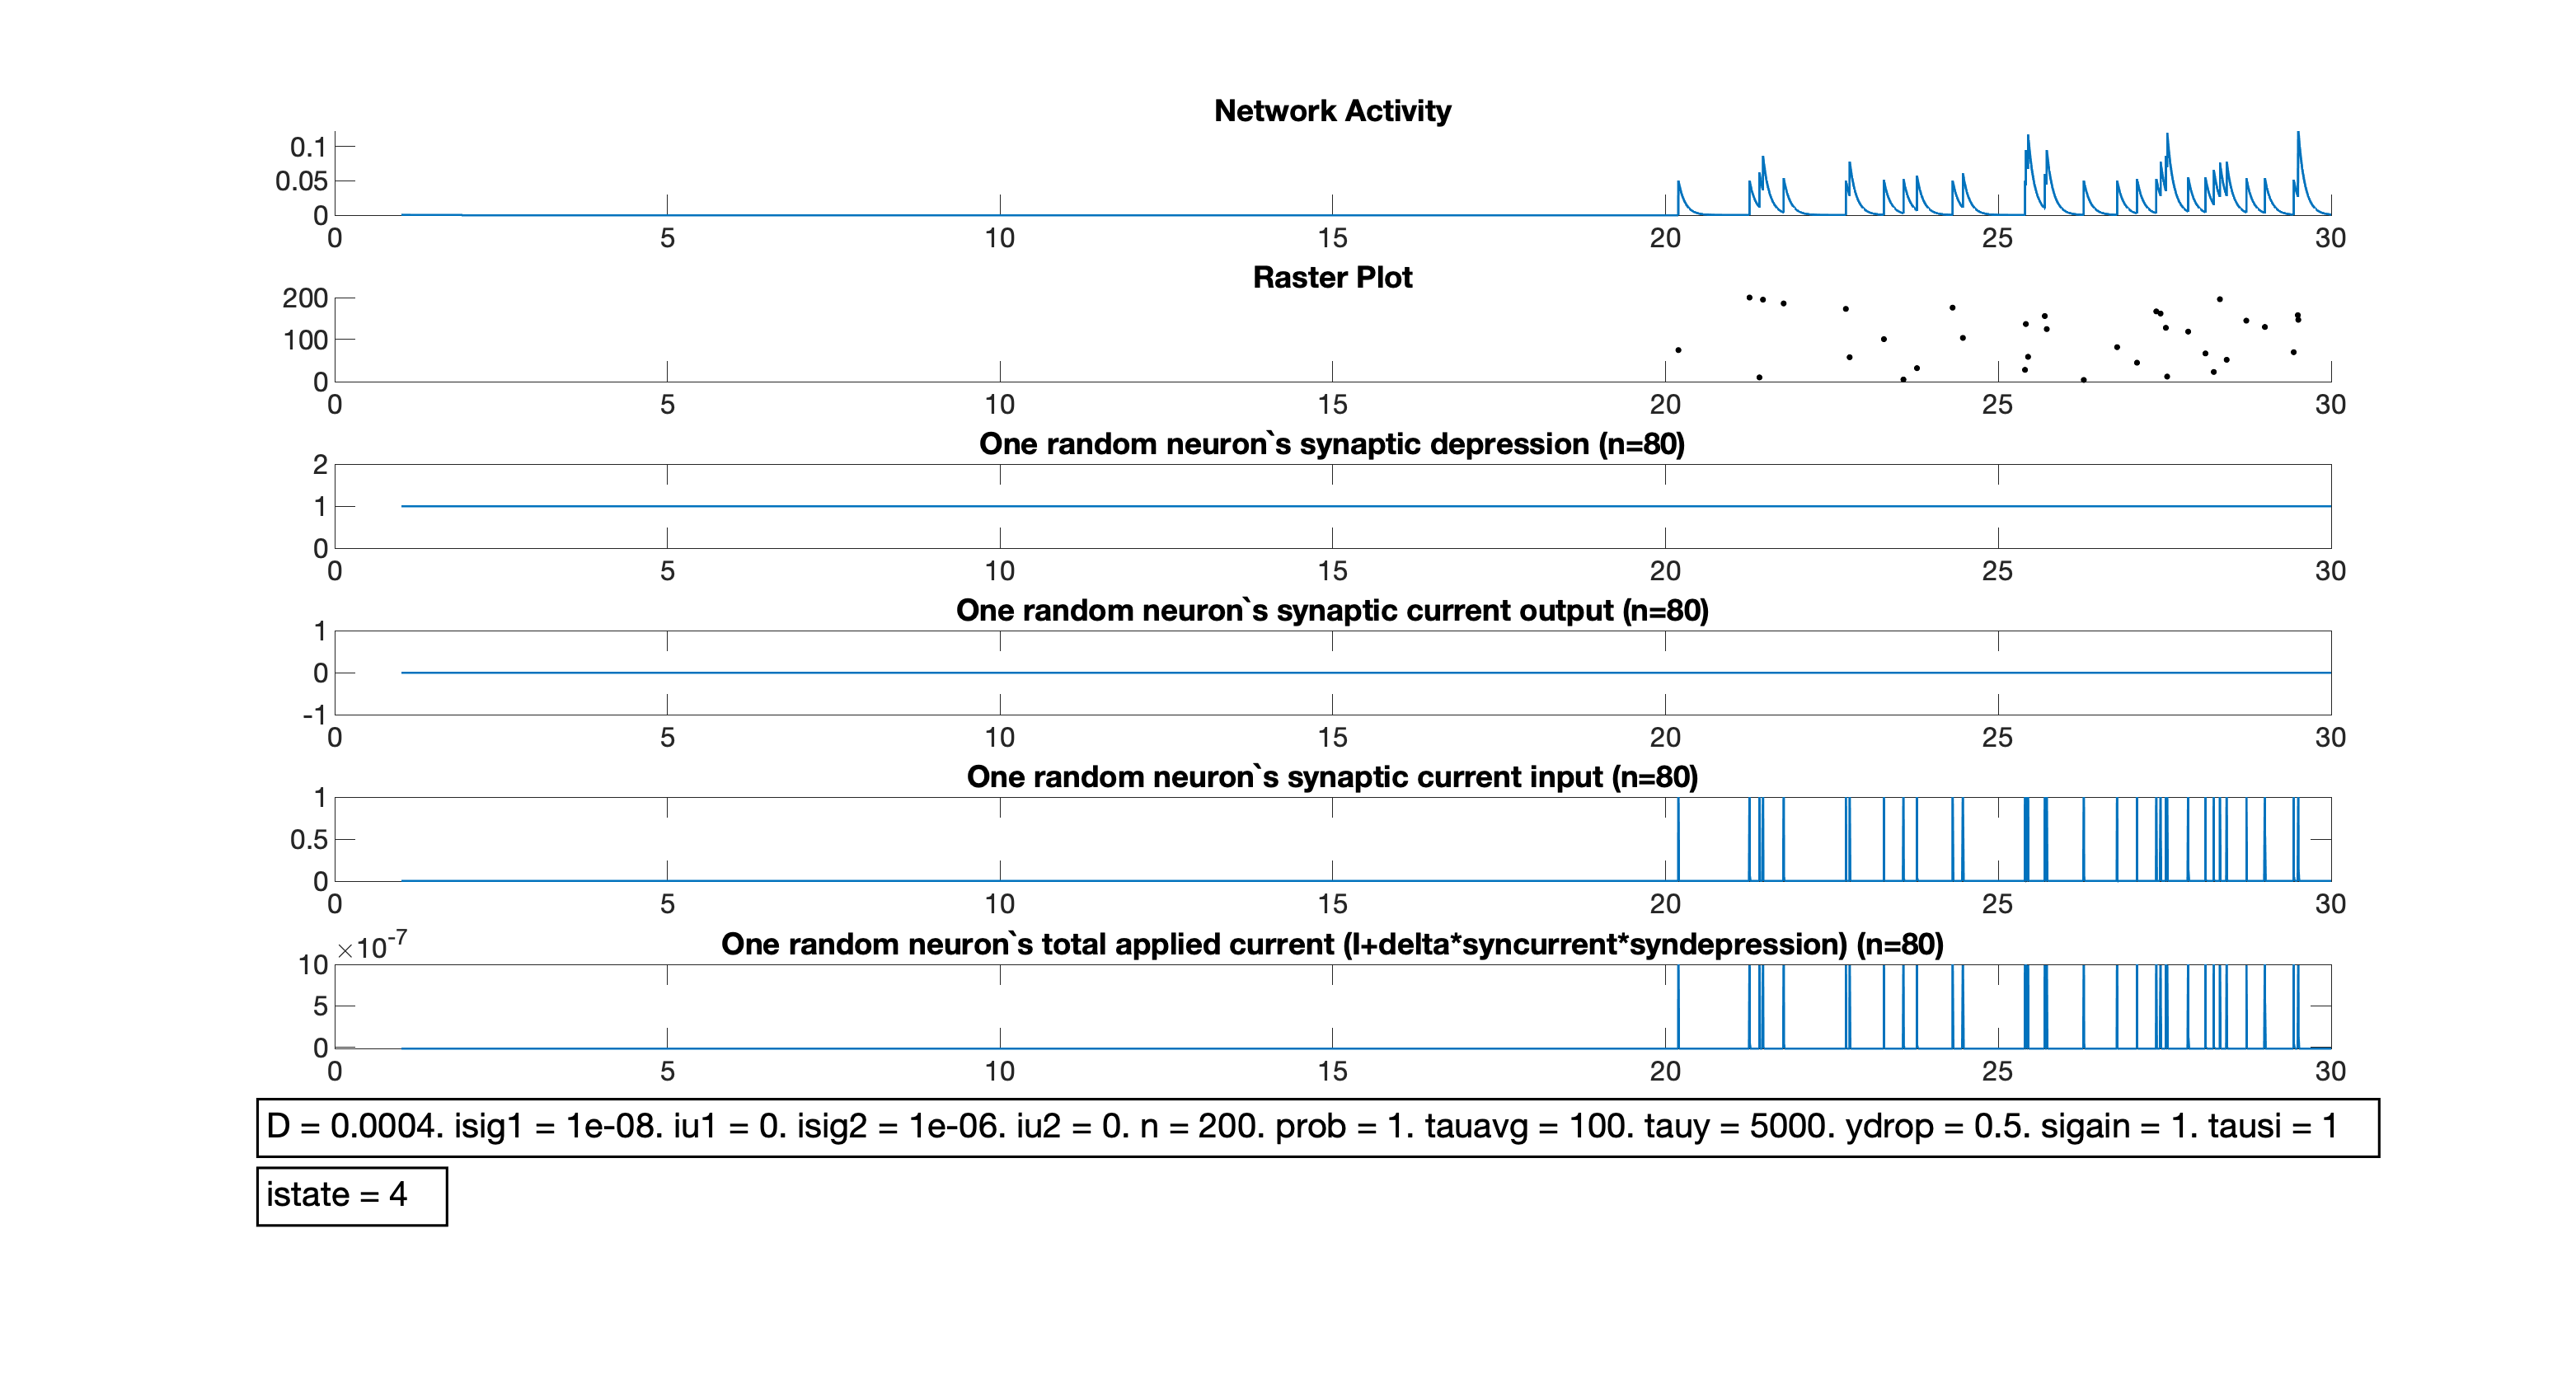 Network Activity
0.1
0.05
0
0 5 10 15 20 25 30
Raster Plot
200
100
0
0 5 10 15 20 25 30
One random neuron`s synaptic depression (n=80)
2
1
0
0 5 10 15 20 25 30
One random neuron`s synaptic current output (n=80)
1
0
-1
0 5 10 15 20 25 30
One random neuron`s synaptic current input (n=80)
1
0.5
0
0 5 10 15 20 25 30
×10⁻⁷ One random neuron`s total applied current (I+delta*syncurrent*syndepression) (n=80)
10
5
0
0 5 10 15 20 25 30
D = 0.0004. isig1 = 1e-08. iu1 = 0. isig2 = 1e-06. iu2 = 0. n = 200. prob = 1. tauavg = 100. tauy = 5000. ydrop = 0.5. sigain = 1. tausi = 1
istate = 4